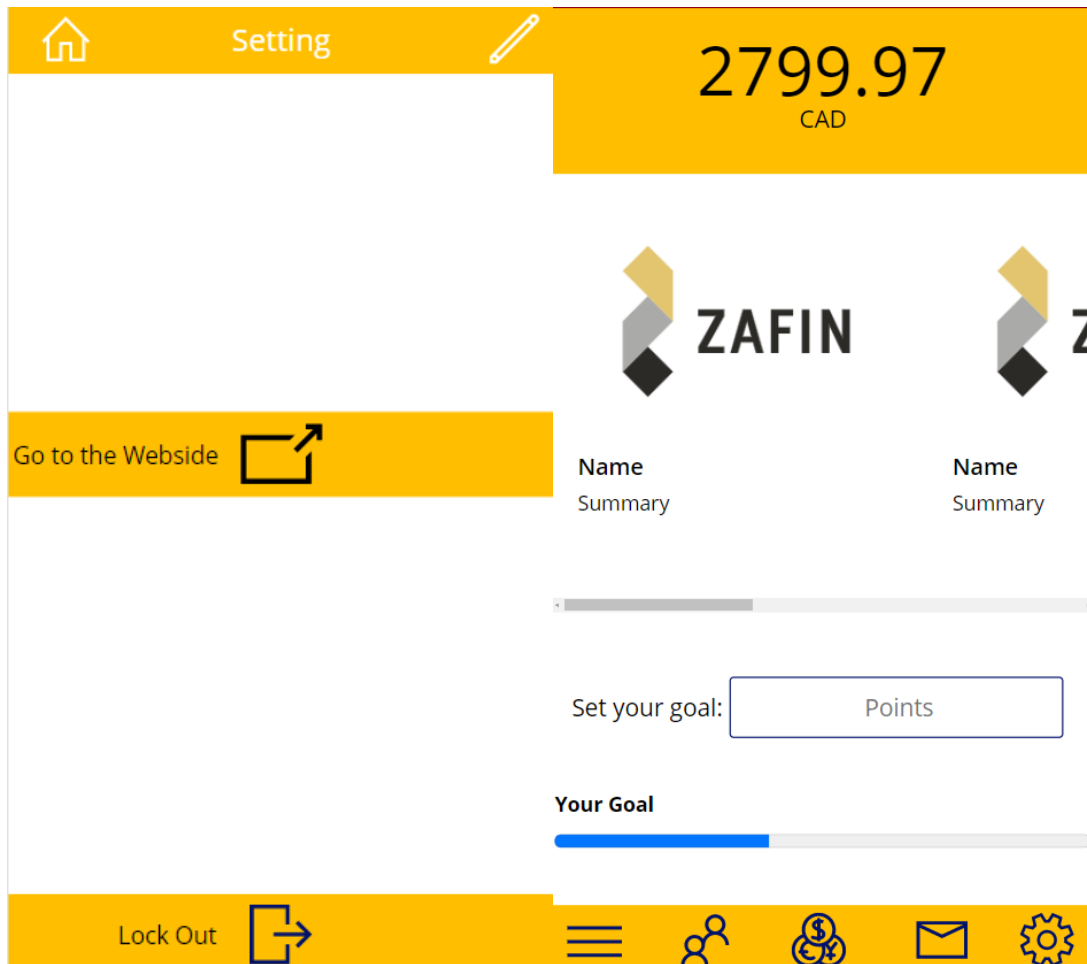 Setting
Go to the Webside
Lock Out
2799.97
CAD
ZAFIN
Z
Name
Summary
Name
Summary
Set your goal: Points
Your Goal